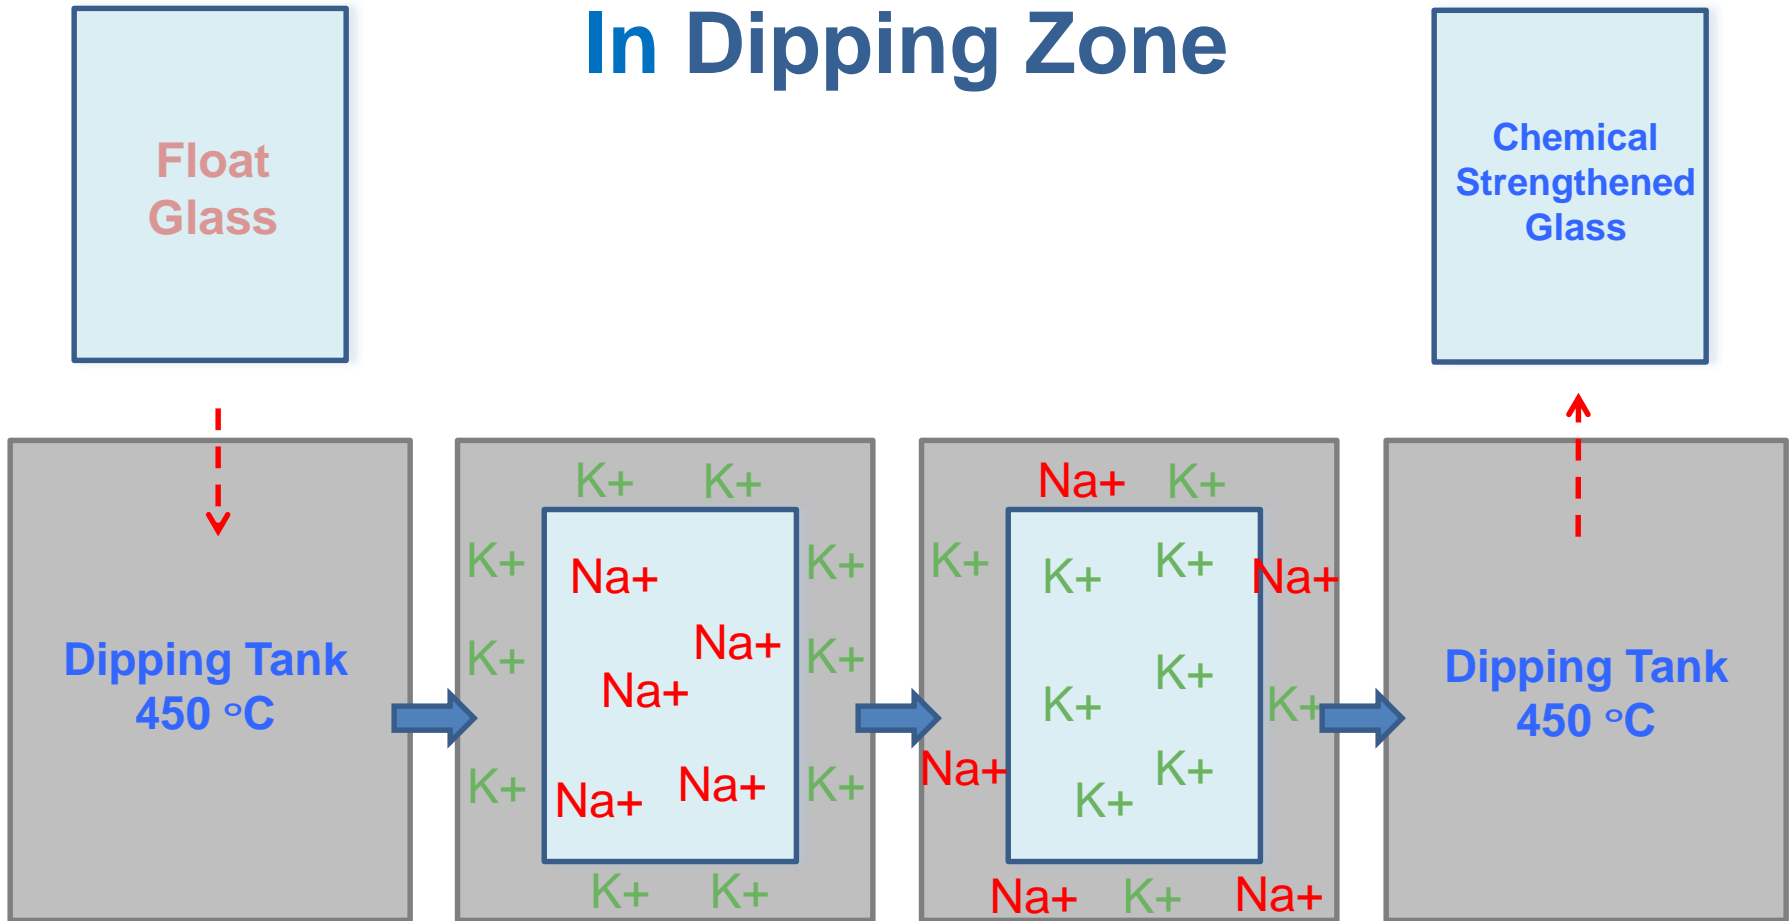 In Dipping Zone
Float
Glass
Chemical
Strengthened
Glass
Dipping Tank
450 °C
K+ K+
K+ K+
Na+
Na+
K+ K+
Na+
K+ K+
Na+ Na+
K+ K+
Na+ K+
K+ K+ K+ Na+
K+
K+ K+
Na+ K+
K+
Na+ K+ Na+
Dipping Tank
450 °C